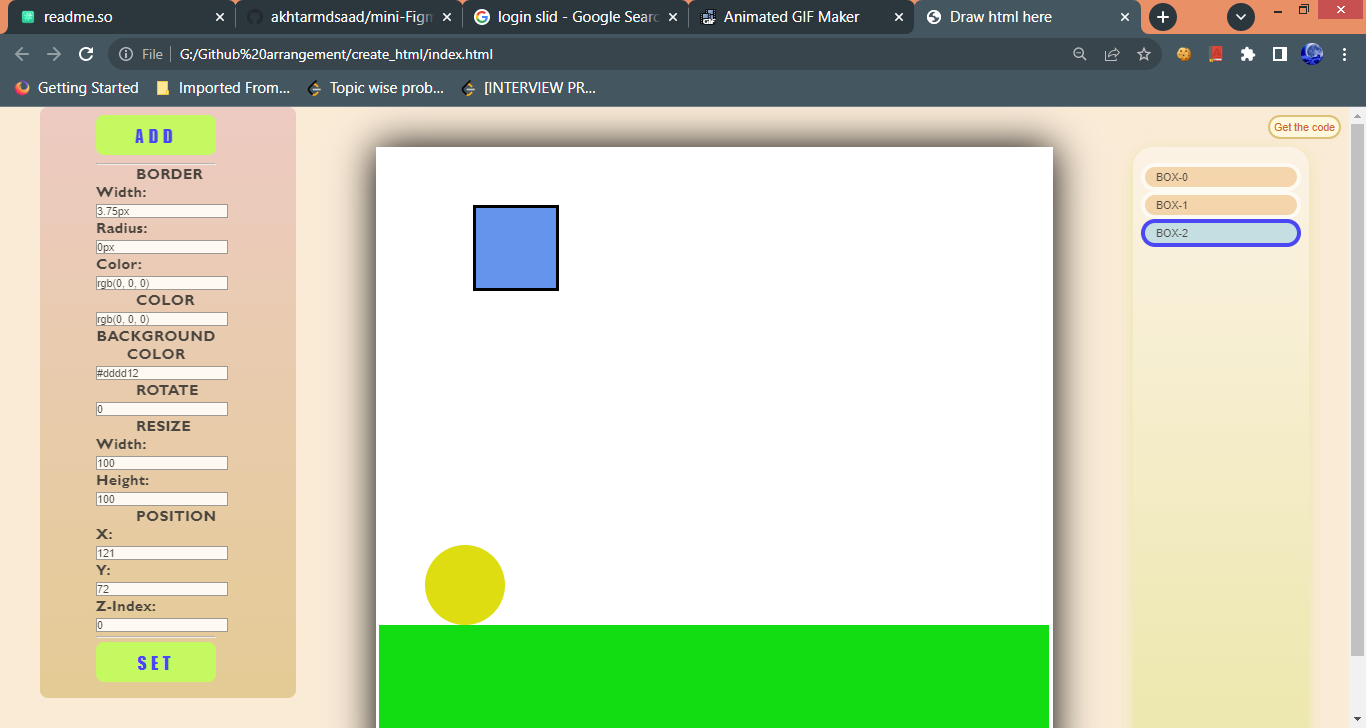 readme.so
akhtarmdsaad/mini-Figm
login slid - Google Searc
Animated GIF Maker
Draw html here
File
G:/Github%20arrangement/create_html/index.html
Getting Started
Imported From...
Topic wise prob...
[INTERVIEW PR...
ADD
BORDER
Width:
3.75px
Radius:
0px
Color:
rgb(0, 0, 0)
COLOR
rgb(0, 0, 0)
BACKGROUND
COLOR
#dddd12
ROTATE
0
RESIZE
Width:
100
Height:
100
POSITION
X:
121
Y:
72
Z-Index:
0
SET
Get the code
BOX-0
BOX-1
BOX-2